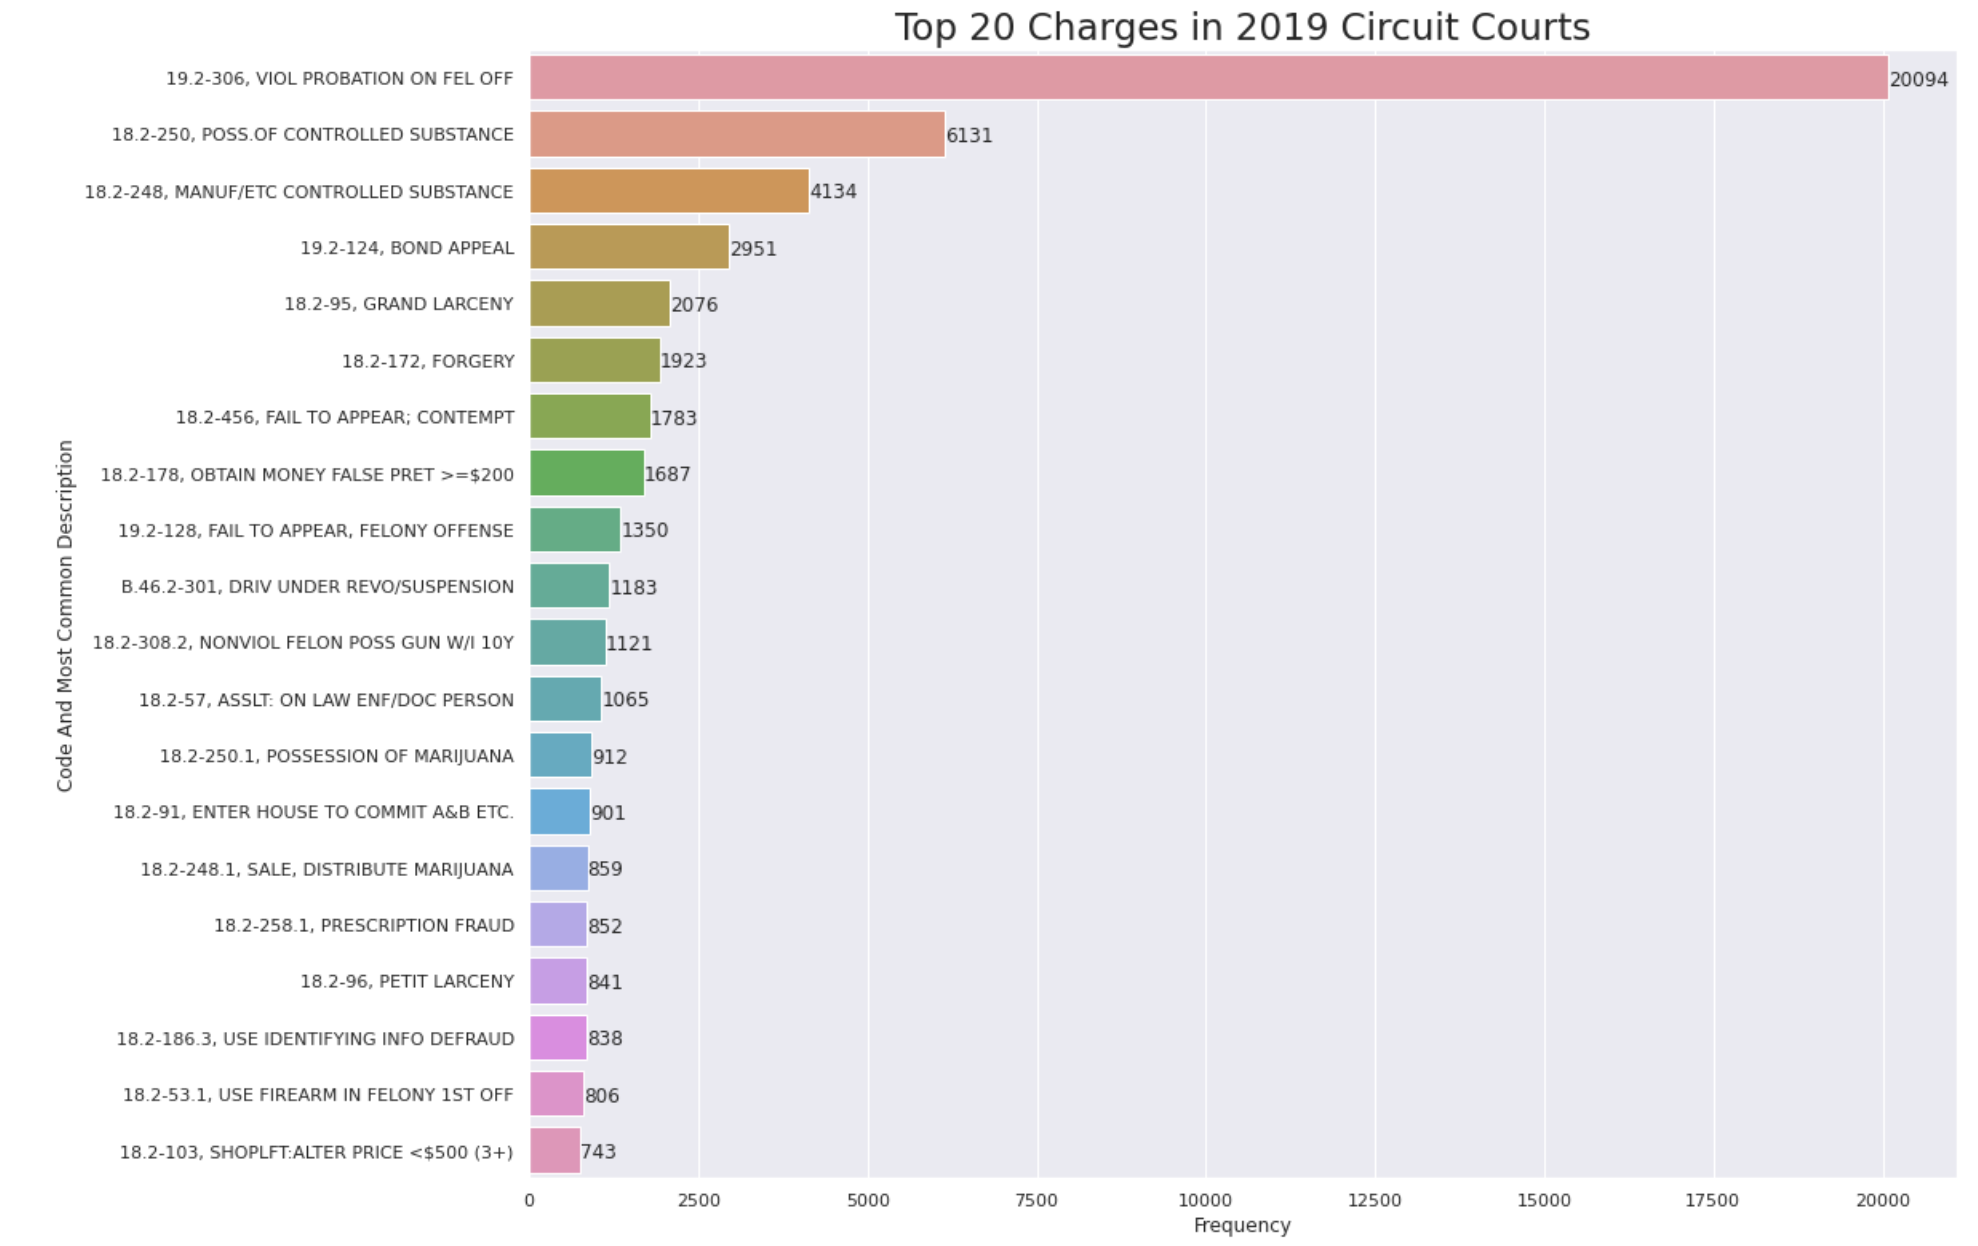 Top 20 Charges in 2019 Circuit Courts
19.2-306, VIOL PROBATION ON FEL OFF 20094
18.2-250, POSS.OF CONTROLLED SUBSTANCE 6131
18.2-248, MANUF/ETC CONTROLLED SUBSTANCE 4134
19.2-124, BOND APPEAL 2951
18.2-95, GRAND LARCENY 2076
18.2-172, FORGERY 1923
18.2-456, FAIL TO APPEAR; CONTEMPT 1783
18.2-178, OBTAIN MONEY FALSE PRET >=$200 1687
19.2-128, FAIL TO APPEAR, FELONY OFFENSE 1350
B.46.2-301, DRIV UNDER REVO/SUSPENSION 1183
18.2-308.2, NONVIOL FELON POSS GUN W/I 10Y 1121
18.2-57, ASSLT: ON LAW ENF/DOC PERSON 1065
18.2-250.1, POSSESSION OF MARIJUANA 912
18.2-91, ENTER HOUSE TO COMMIT A&B ETC. 901
18.2-248.1, SALE, DISTRIBUTE MARIJUANA 859
18.2-258.1, PRESCRIPTION FRAUD 852
18.2-96, PETIT LARCENY 841
18.2-186.3, USE IDENTIFYING INFO DEFRAUD 838
18.2-53.1, USE FIREARM IN FELONY 1ST OFF 806
18.2-103, SHOPLFT:ALTER PRICE <$500 (3+) 743
Code And Most Common Description
0 2500 5000 7500 10000 12500 15000 17500 20000
Frequency